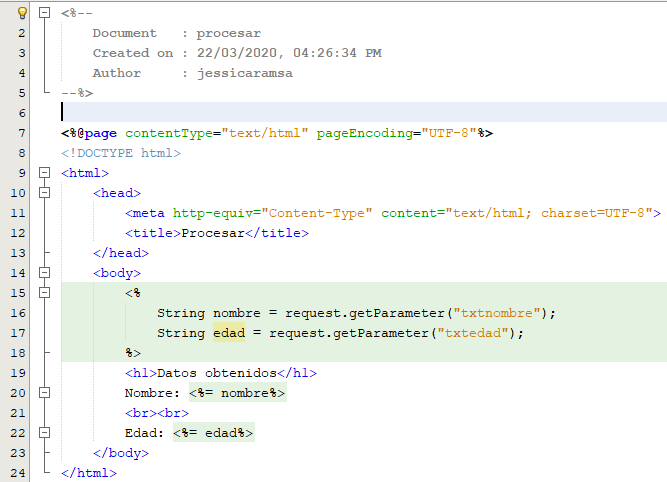 <%--
2 Document : procesar
3 Created on : 22/03/2020, 04:26:34 PM
4 Author : jessicaramsa
5 --%>
6
7 <%@page contentType="text/html" pageEncoding="UTF-8"%>
8 <!DOCTYPE html>
9 <html>
10 <head>
11 <meta http-equiv="Content-Type" content="text/html; charset=UTF-8">
12 <title>Procesar</title>
13 </head>
14 <body>
15 <%
16 String nombre = request.getParameter("txtnombre");
17 String edad = request.getParameter("txtedad");
18 %>
19 <h1>Datos obtenidos</h1>
20 Nombre: <%= nombre%>
21 <br><br>
22 Edad: <%= edad%>
23 </body>
24 </html>